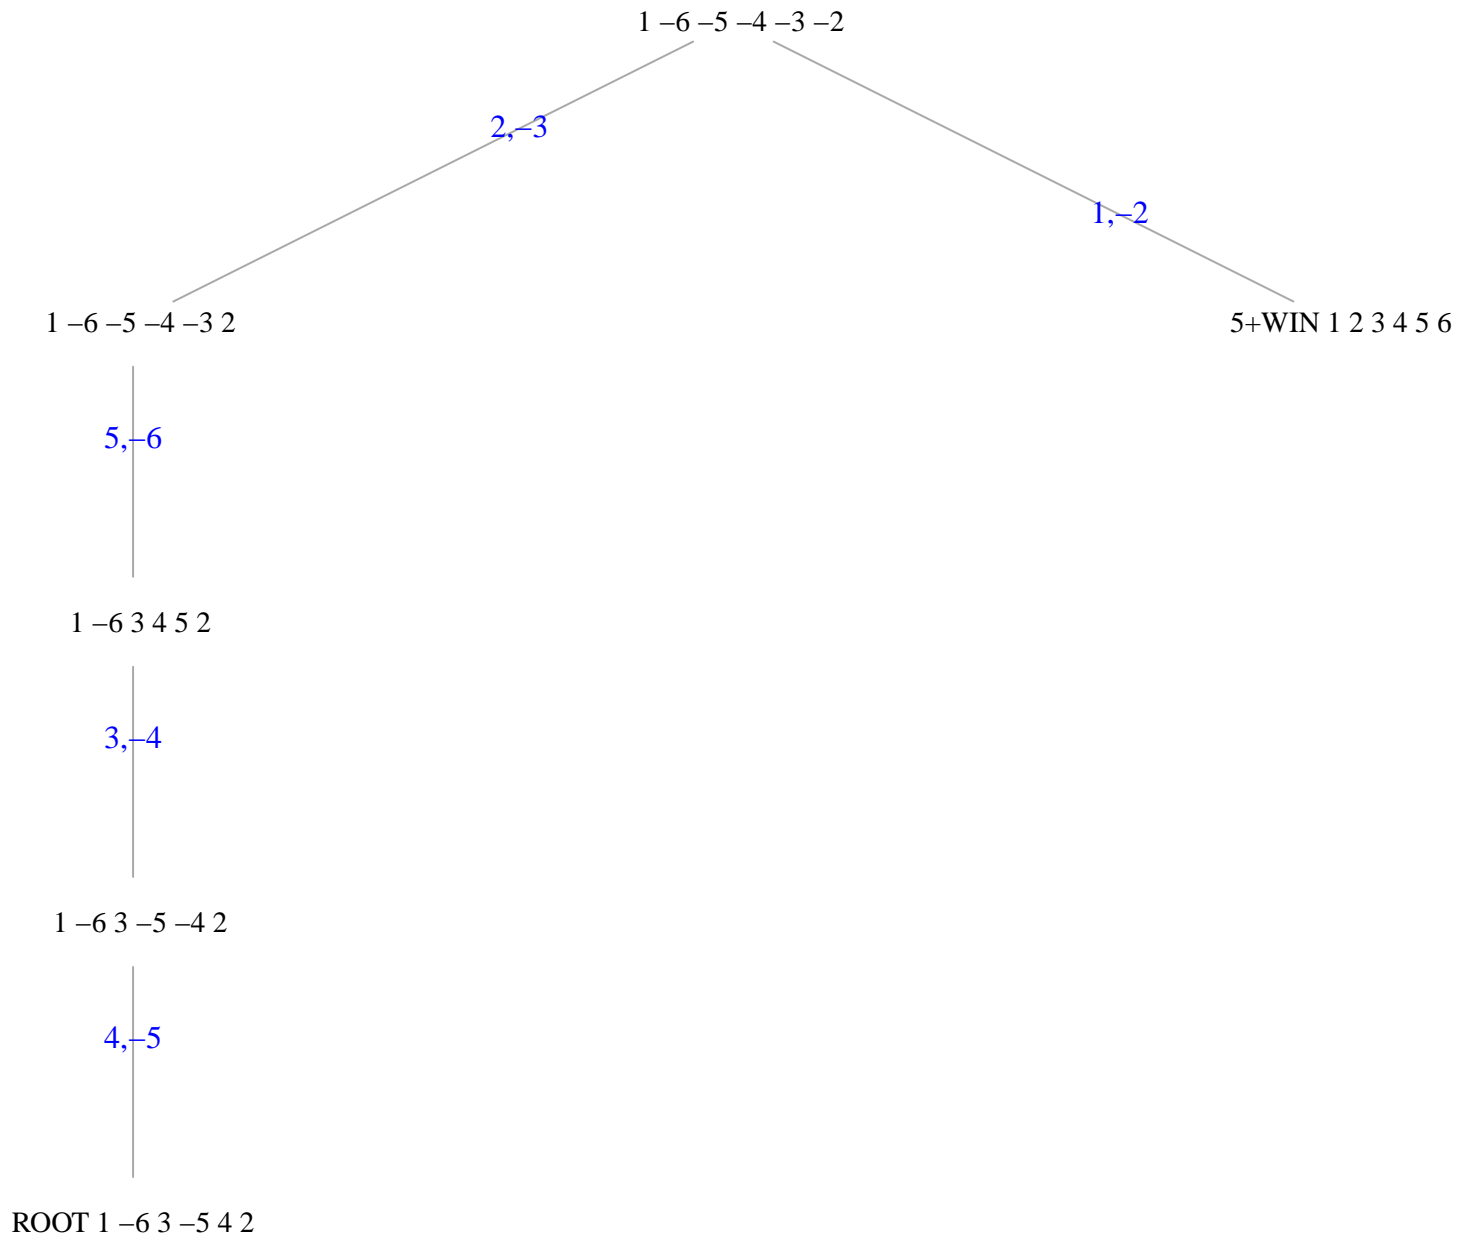 1 –6 –5 –4 –3 –2
2,–3
1,–2
1 –6 –5 –4 –3 2
5+WIN 1 2 3 4 5 6
5,–6
1 –6 3 4 5 2
3,–4
1 –6 3 –5 –4 2
4,–5
ROOT 1 –6 3 –5 4 2